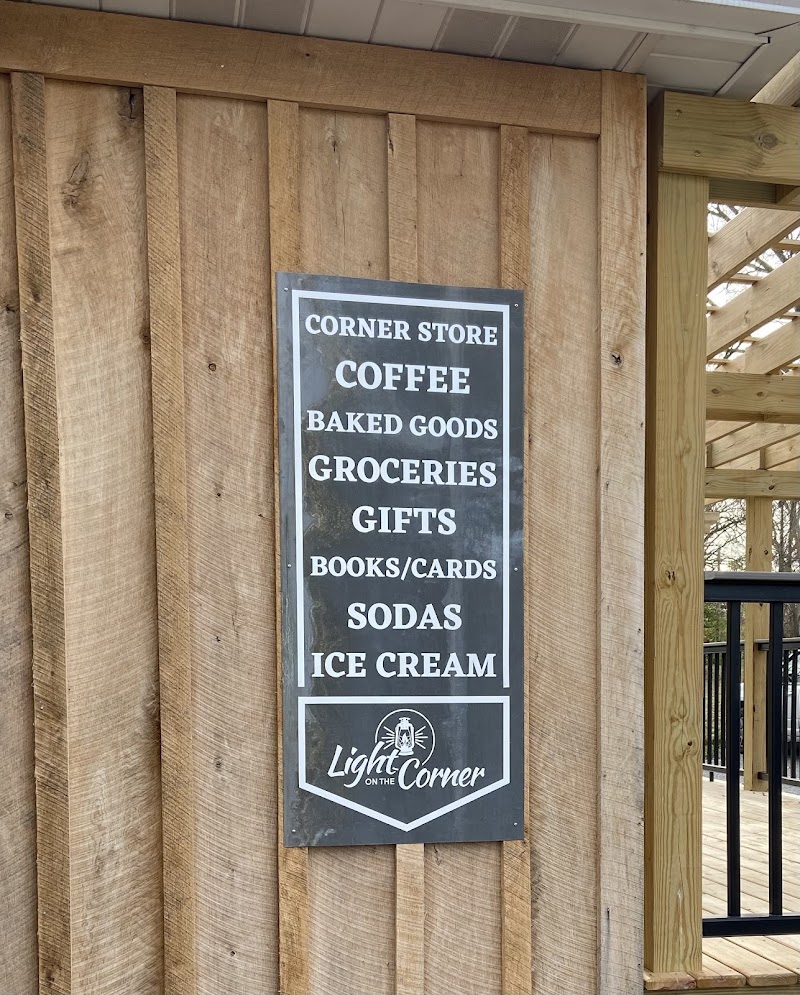 CORNER STORE
COFFEE
BAKED GOODS
GROCERIES
GIFTS
BOOKS/CARDS
SODAS
ICE CREAM
Light
ON THE Corner